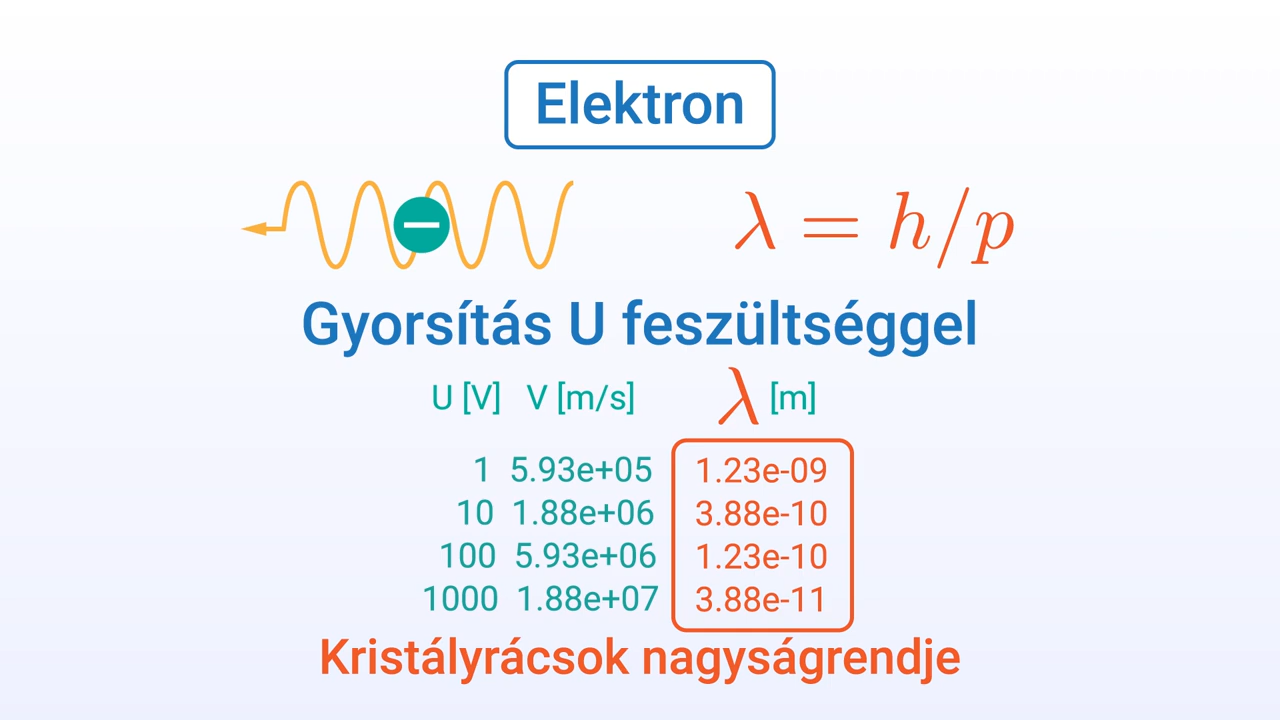 Elektron
λ = h/p
Gyorsítás U feszültséggel
U [V] V [m/s] λ [m]
1 5.93e+05 1.23e-09
10 1.88e+06 3.88e-10
100 5.93e+06 1.23e-10
1000 1.88e+07 3.88e-11
Kristályrácsok nagyságrendje